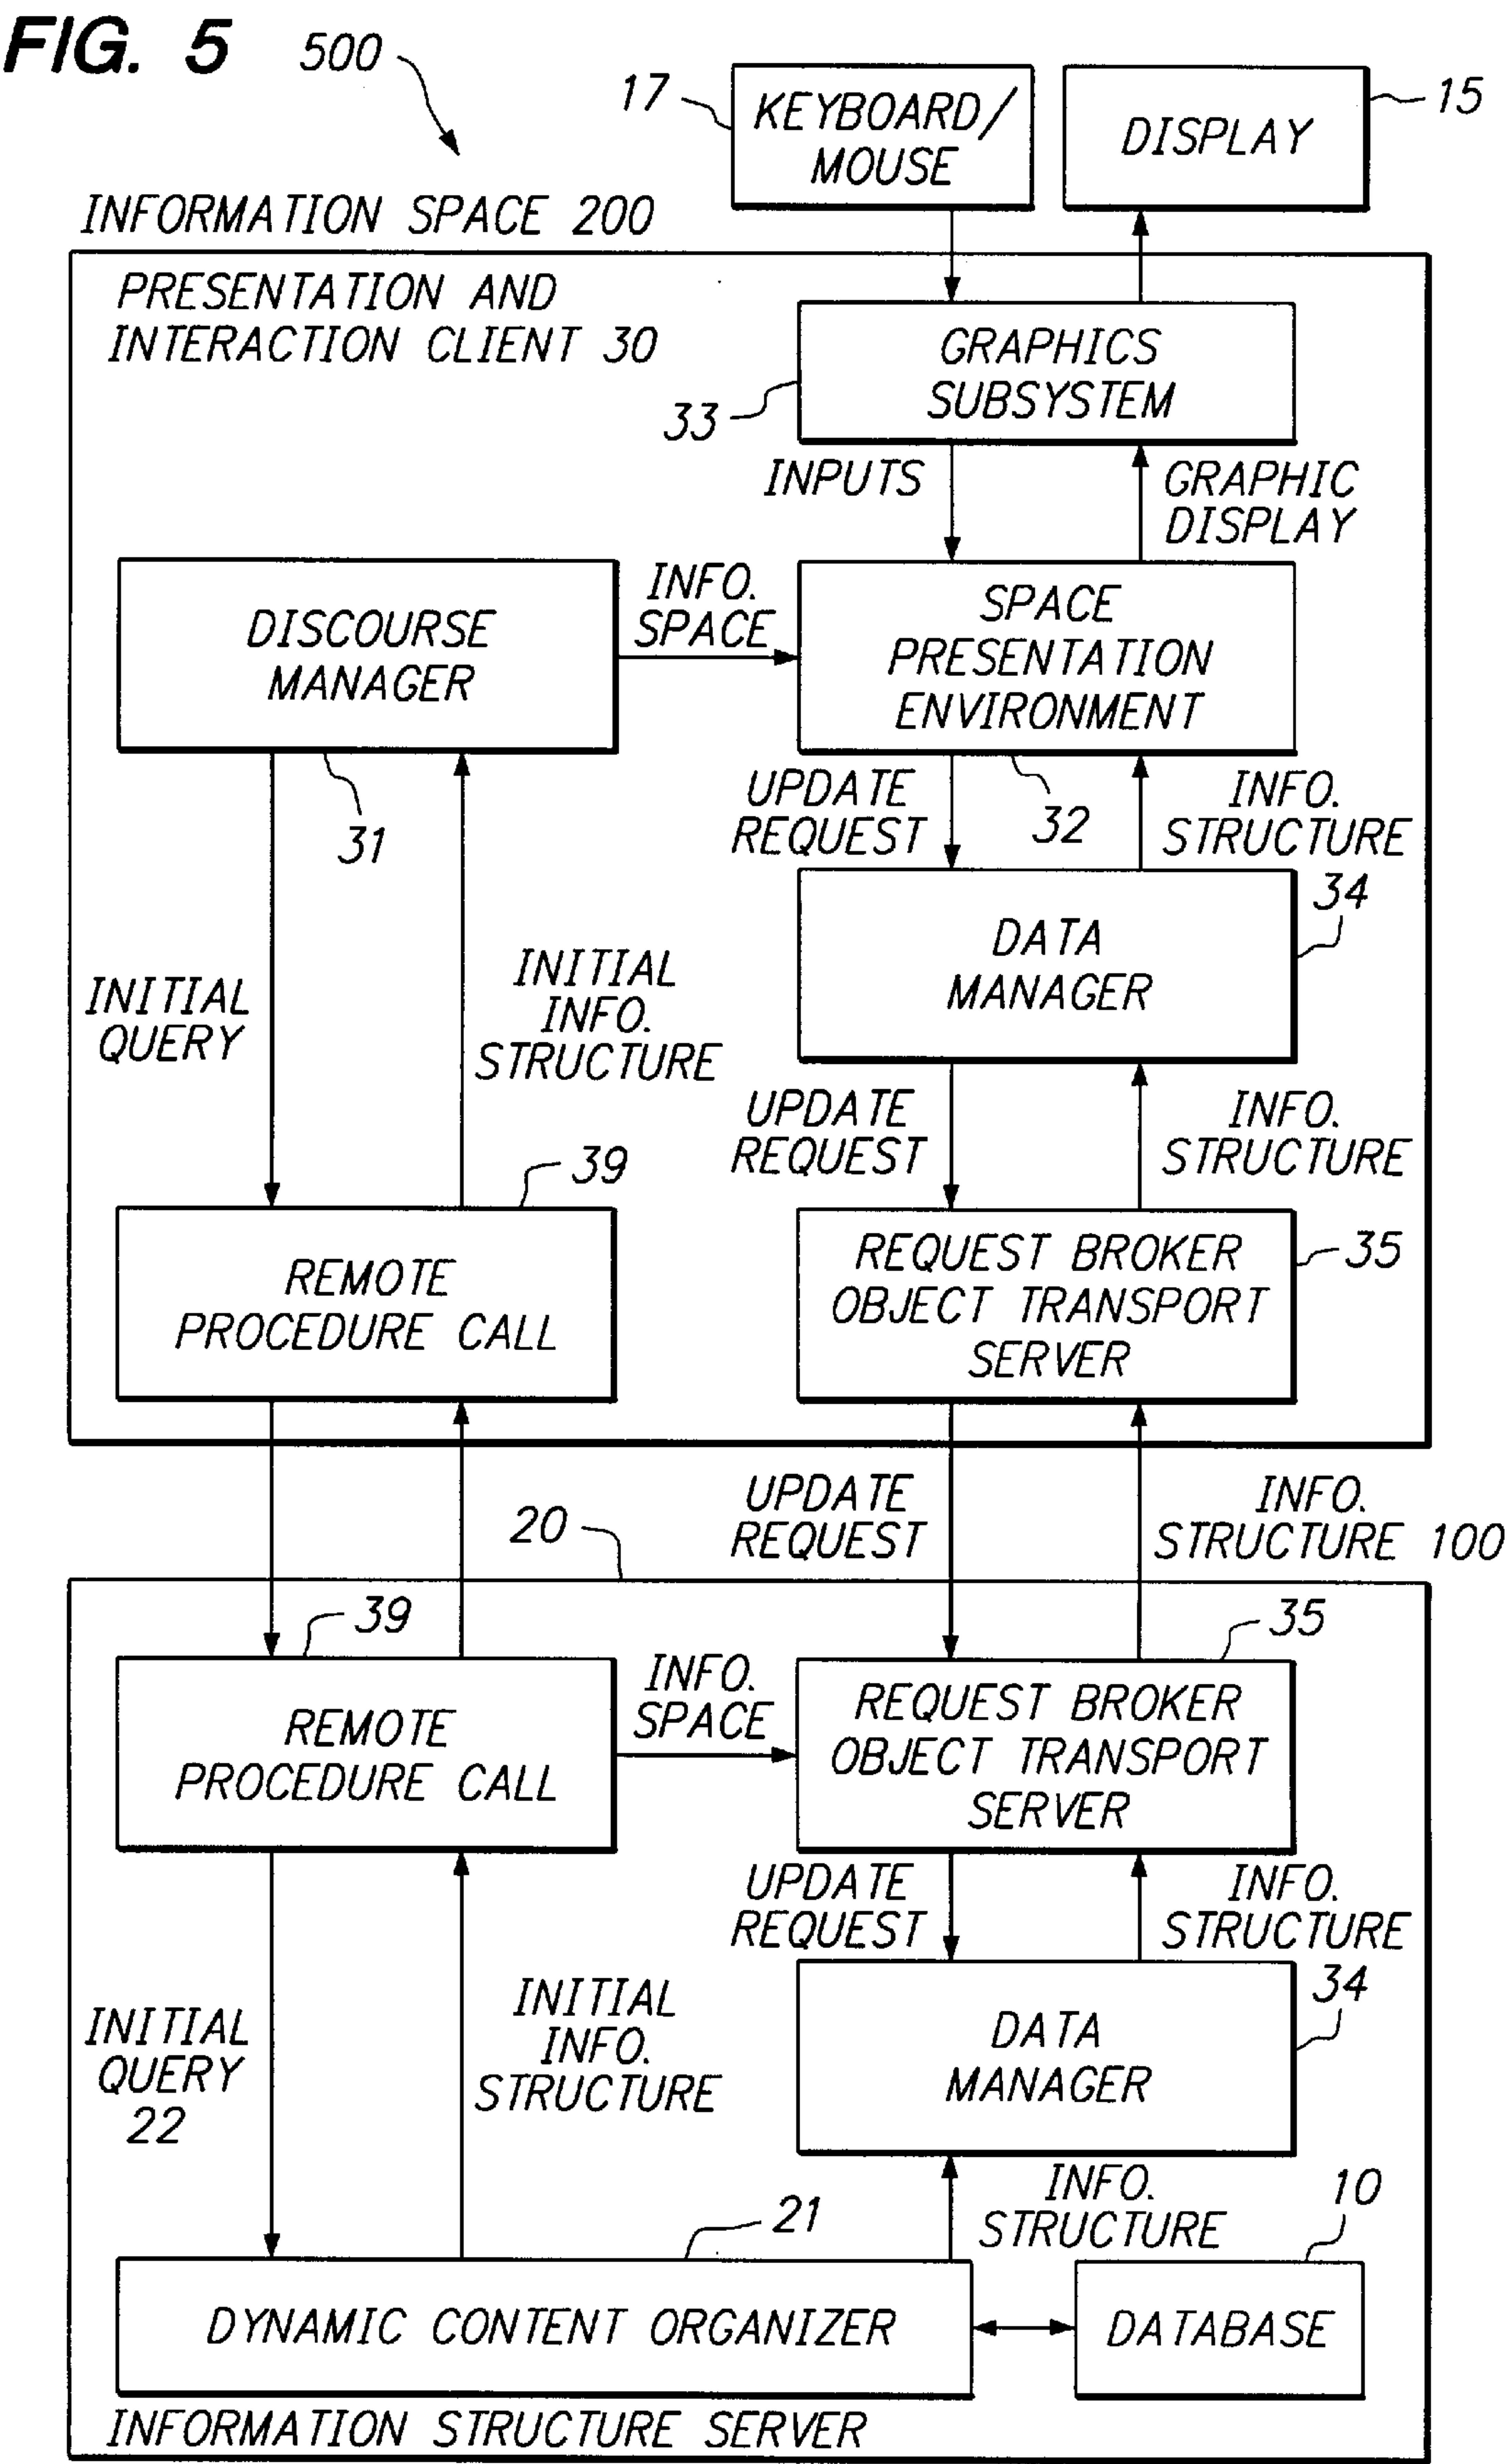 FIG. 5
500
17
KEYBOARD/
MOUSE
DISPLAY
15
INFORMATION SPACE 200
PRESENTATION AND
INTERACTION CLIENT 30
GRAPHICS
SUBSYSTEM
33
INPUTS
GRAPHIC
DISPLAY
DISCOURSE
MANAGER
31
INFO.
SPACE
SPACE
PRESENTATION
ENVIRONMENT
32
UPDATE
REQUEST
INFO.
STRUCTURE
34
DATA
MANAGER
INITIAL
QUERY
INITIAL
INFO.
STRUCTURE
UPDATE
REQUEST
INFO.
STRUCTURE
39
REMOTE
PROCEDURE CALL
REQUEST BROKER
OBJECT TRANSPORT
SERVER
35
20
UPDATE
REQUEST
INFO.
STRUCTURE 100
39
REMOTE
PROCEDURE CALL
INFO.
SPACE
35
REQUEST BROKER
OBJECT TRANSPORT
SERVER
UPDATE
REQUEST
INFO.
STRUCTURE
34
DATA
MANAGER
INITIAL
QUERY
22
INITIAL
INFO.
STRUCTURE
INFO.
STRUCTURE
21
10
DYNAMIC CONTENT ORGANIZER
DATABASE
INFORMATION STRUCTURE SERVER